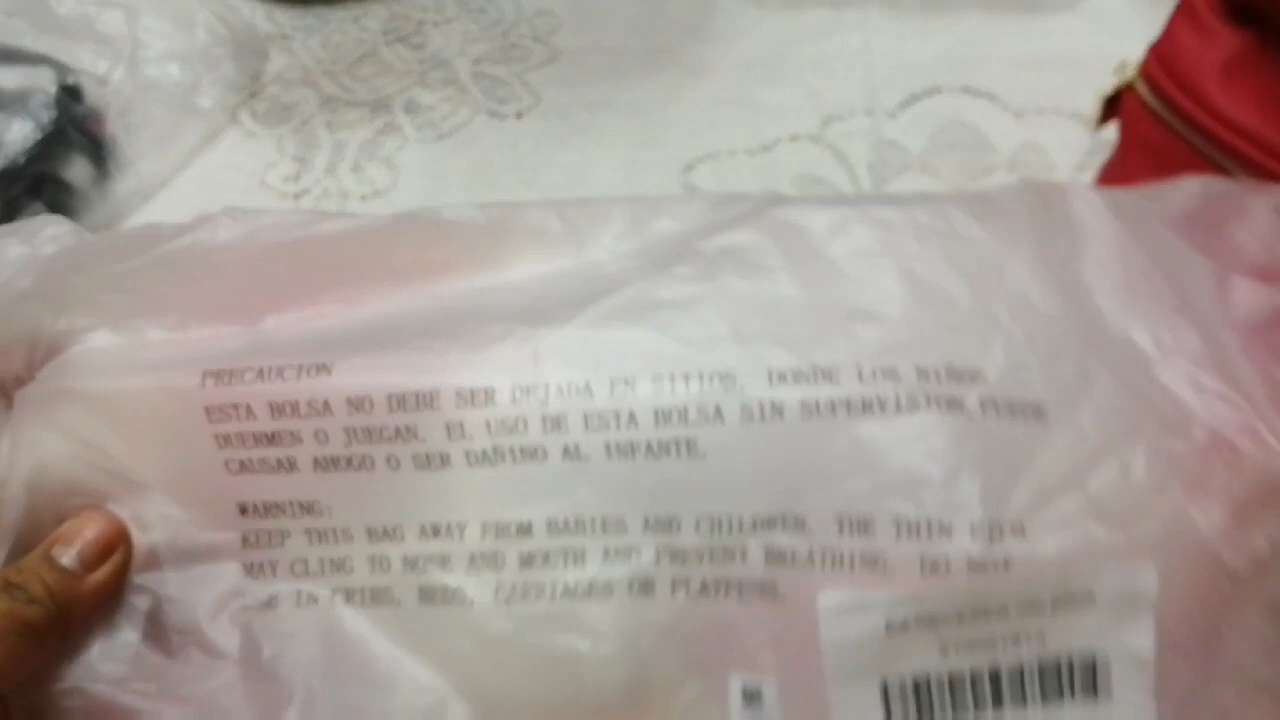 PRECAUCION
ESTA BOLSA NO DEBE SER DEJADA EN SITIOS, DONDE LOS NIÑOS
DUERMEN O JUEGAN. EL USO DE ESTA BOLSA SIN SUPERVISION PUEDE
CAUSAR AHOGO O SER DAÑINO AL INFANTE.
WARNING:
KEEP THIS BAG AWAY FROM BABIES AND CHILDREN. THE THIN FILM
MAY CLING TO NOSE AND MOUTH AND PREVENT BREATHING. DO NOT
IN CRIBS, BEDS, CARRIAGES OR PLAYPENS.